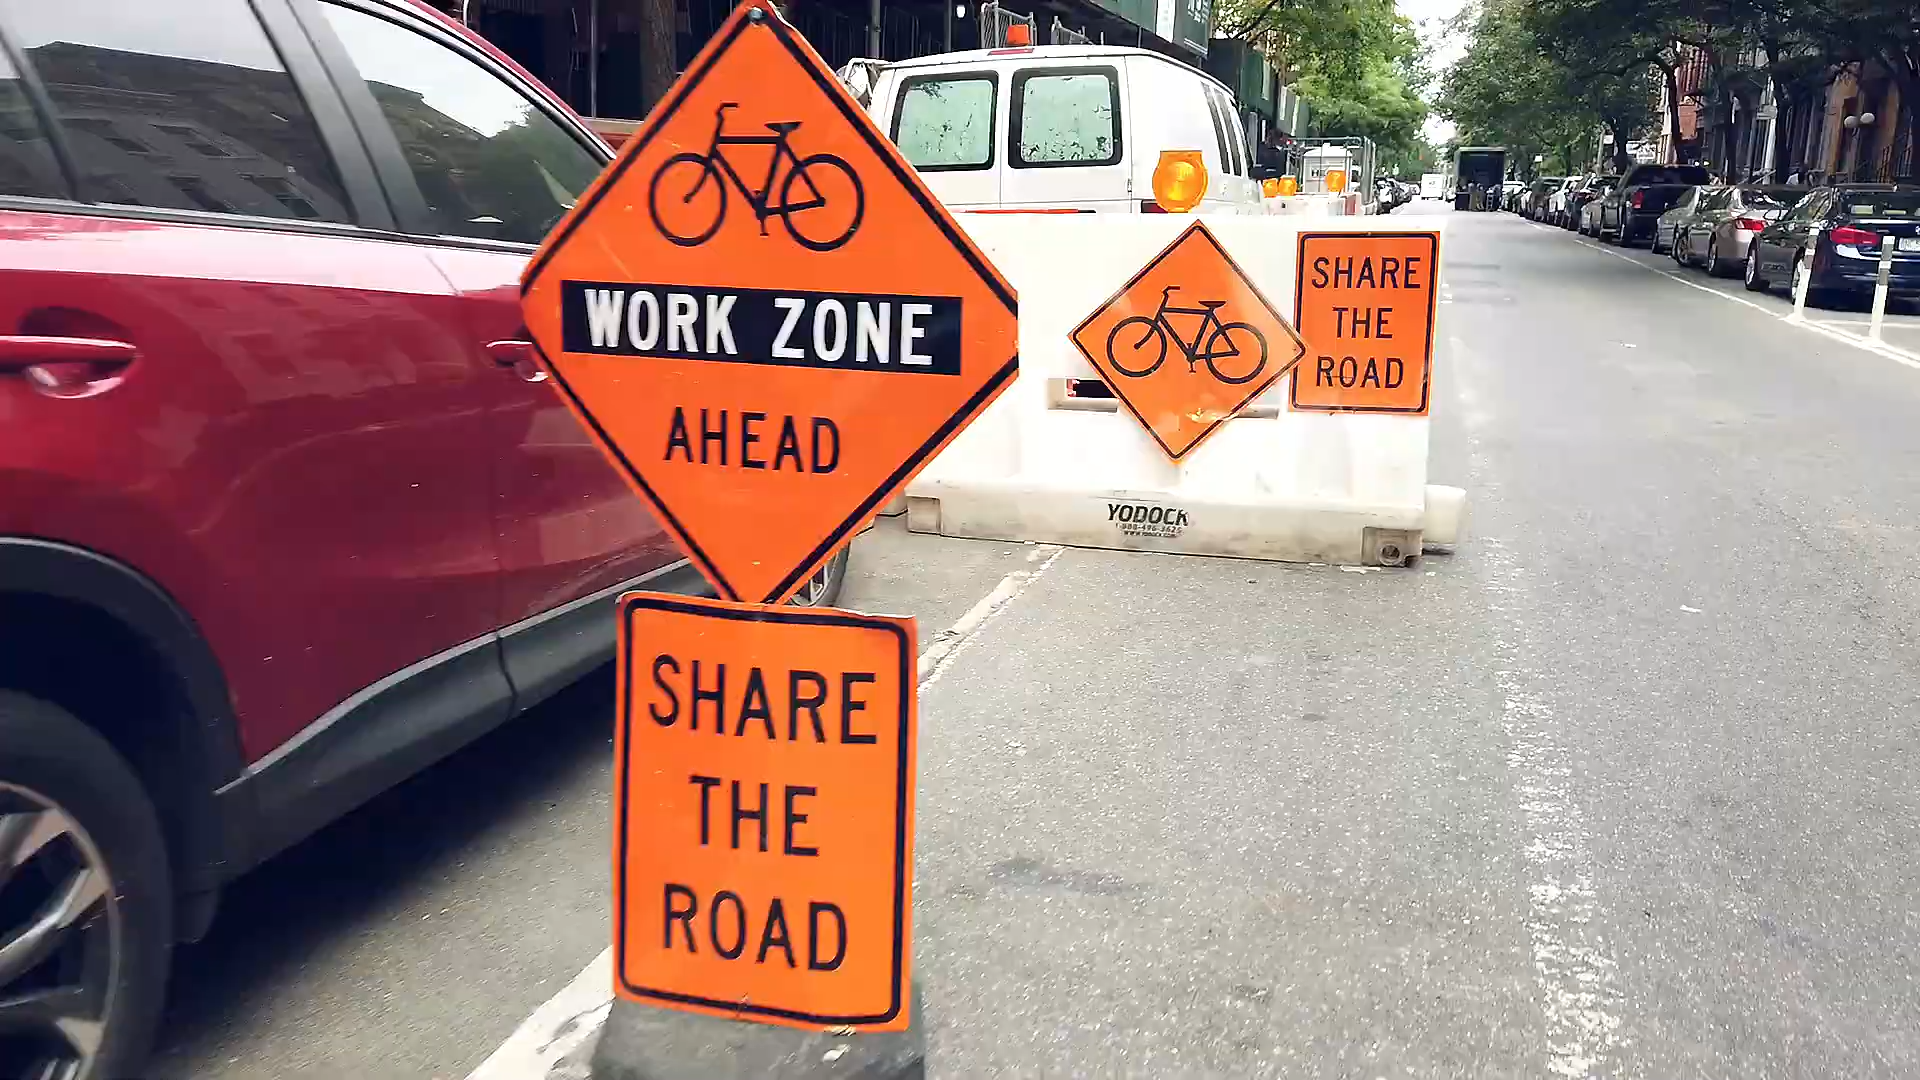 WORK ZONE
AHEAD
SHARE
THE
ROAD
SHARE
THE
ROAD
YODOCK